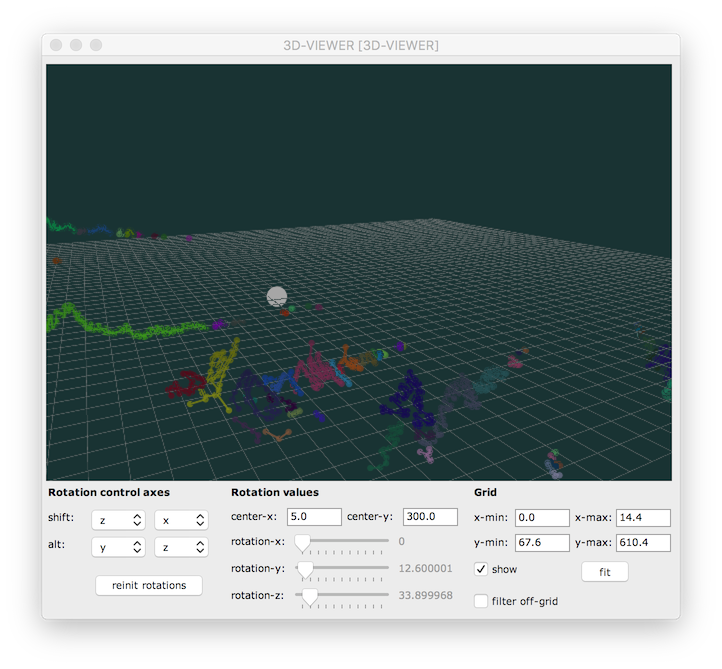 3D-VIEWER [3D-VIEWER]
Rotation control axes
shift: z x
alt: y z
reinit rotations
Rotation values
center-x: 5.0 center-y: 300.0
rotation-x: 0
rotation-y: 12.600001
rotation-z: 33.899968
Grid
x-min: 0.0 x-max: 14.4
y-min: 67.6 y-max: 610.4
show fit
filter off-grid